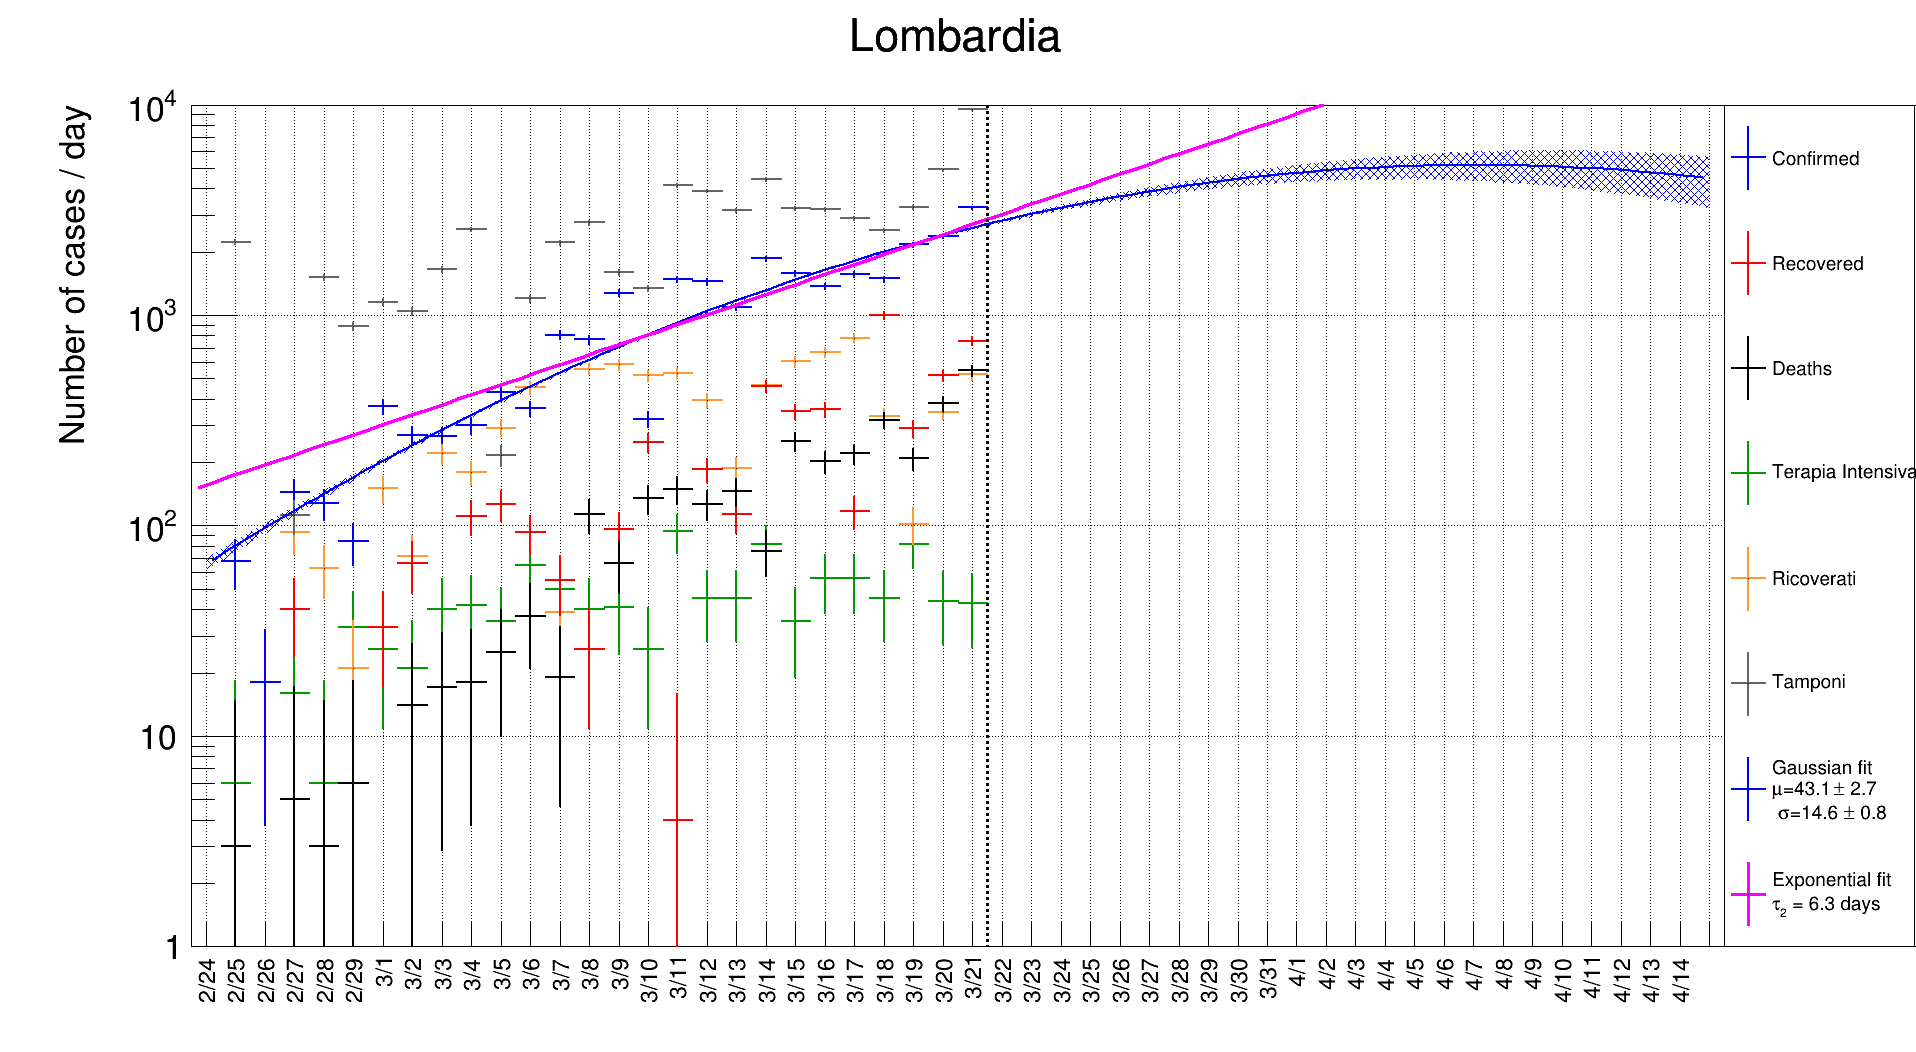 Lombardia
Number of cases / day
10⁴
10³
10²
10
1
2/24 2/25 2/26 2/27 2/28 2/29 3/1 3/2 3/3 3/4 3/5 3/6 3/7 3/8 3/9 3/10 3/11 3/12 3/13 3/14 3/15 3/16 3/17 3/18 3/19 3/20 3/21 3/22 3/23 3/24 3/25 3/26 3/27 3/28 3/29 3/30 3/31 4/1 4/2 4/3 4/4 4/5 4/6 4/7 4/8 4/9 4/10 4/11 4/12 4/13 4/14
Confirmed
Recovered
Deaths
Terapia Intensiva
Ricoverati
Tamponi
Gaussian fit
μ=43.1 ± 2.7
σ=14.6 ± 0.8
Exponential fit
τ₂ = 6.3 days